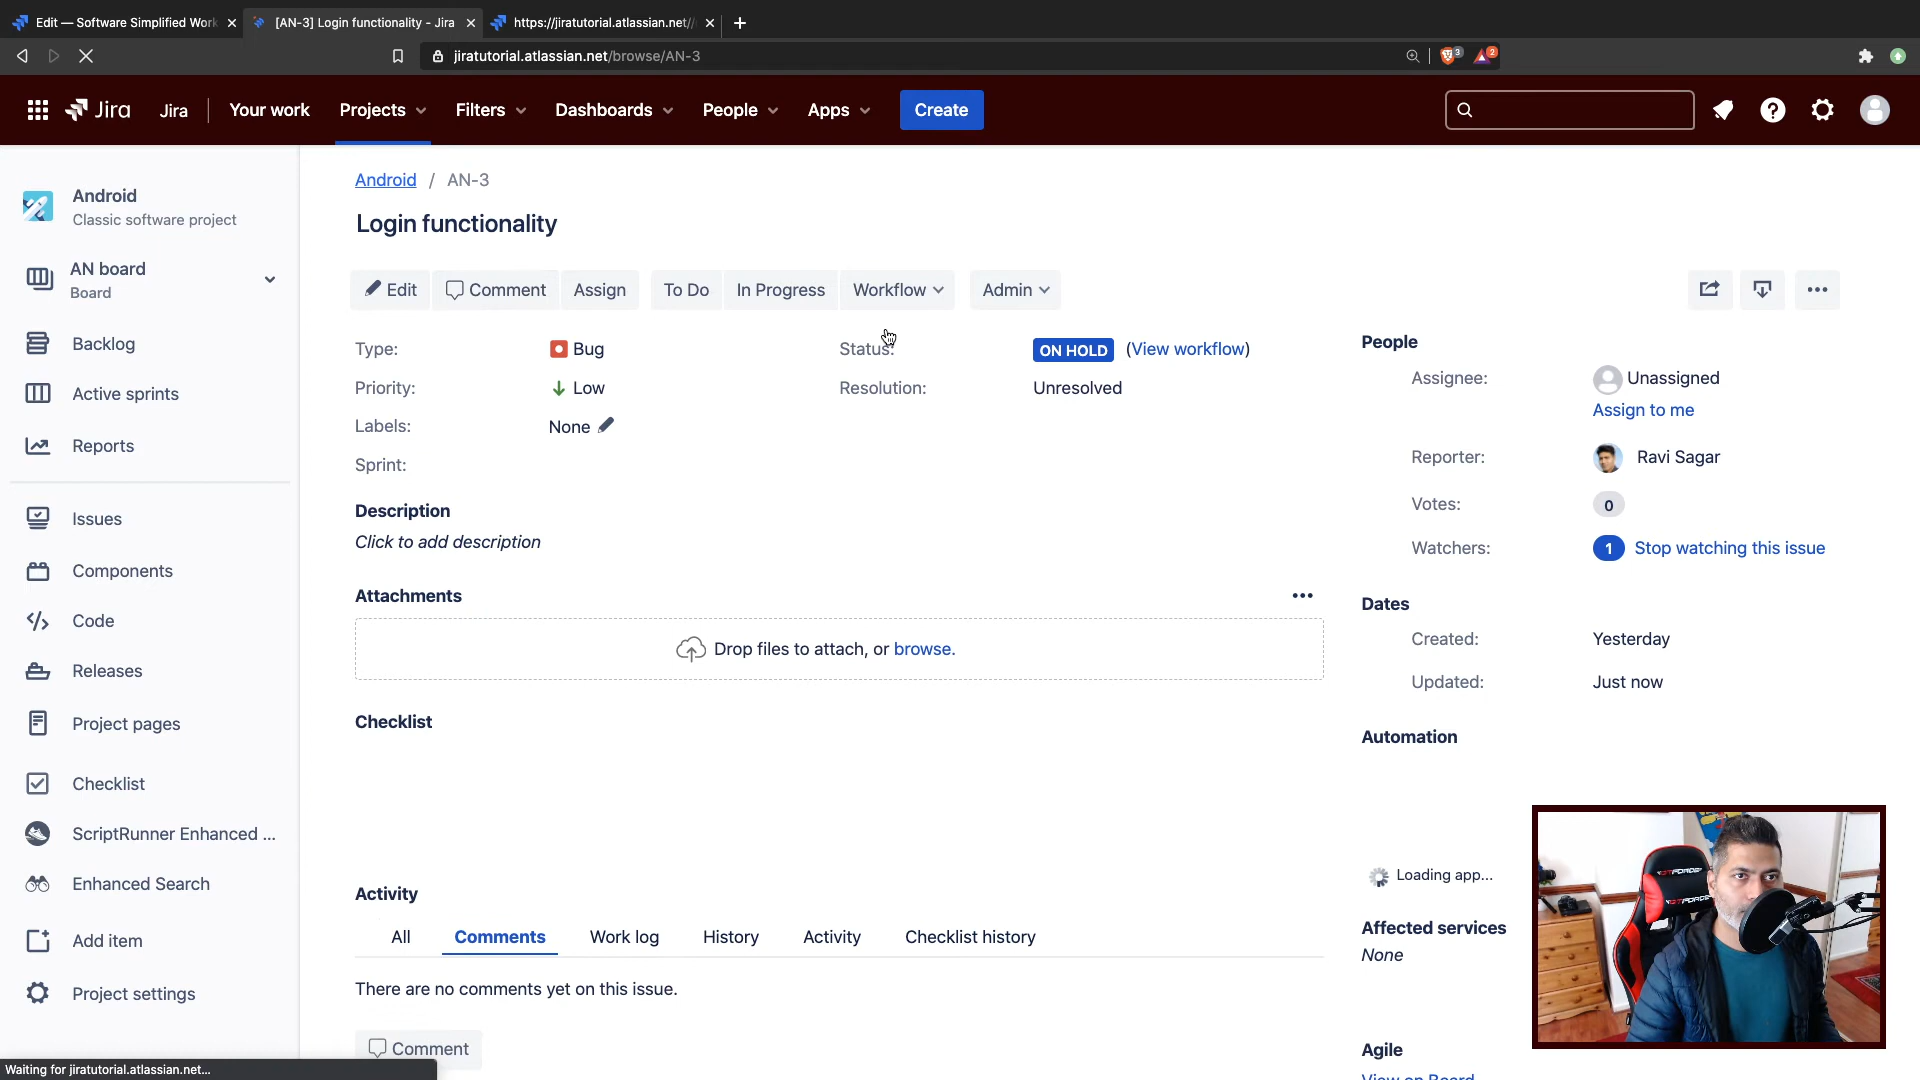 Edit — Software Simplified Work
[AN-3] Login functionality - Jira
https://jiratutorial.atlassian.net//
jiratutorial.atlassian.net/browse/AN-3
3
2
Jira
Jira
Your work
Projects
Filters
Dashboards
People
Apps
Create
Android
Classic software project
AN board
Board
Backlog
Active sprints
Reports
Issues
Components
Code
Releases
Project pages
Checklist
ScriptRunner Enhanced ...
Enhanced Search
Add item
Project settings
Android / AN-3
Login functionality
Edit
Comment
Assign
To Do
In Progress
Workflow
Admin
Type:
Bug
Status:
ON HOLD (View workflow)
Priority:
Low
Resolution:
Unresolved
Labels:
None
Sprint:
Description
Click to add description
Attachments
Drop files to attach, or browse.
Checklist
Activity
All
Comments
Work log
History
Activity
Checklist history
There are no comments yet on this issue.
Comment
People
Assignee:
Unassigned
Assign to me
Reporter:
Ravi Sagar
Votes:
0
Watchers:
1 Stop watching this issue
Dates
Created:
Yesterday
Updated:
Just now
Automation
Loading app...
Affected services
None
Agile
View on Board
Waiting for jiratutorial.atlassian.net...